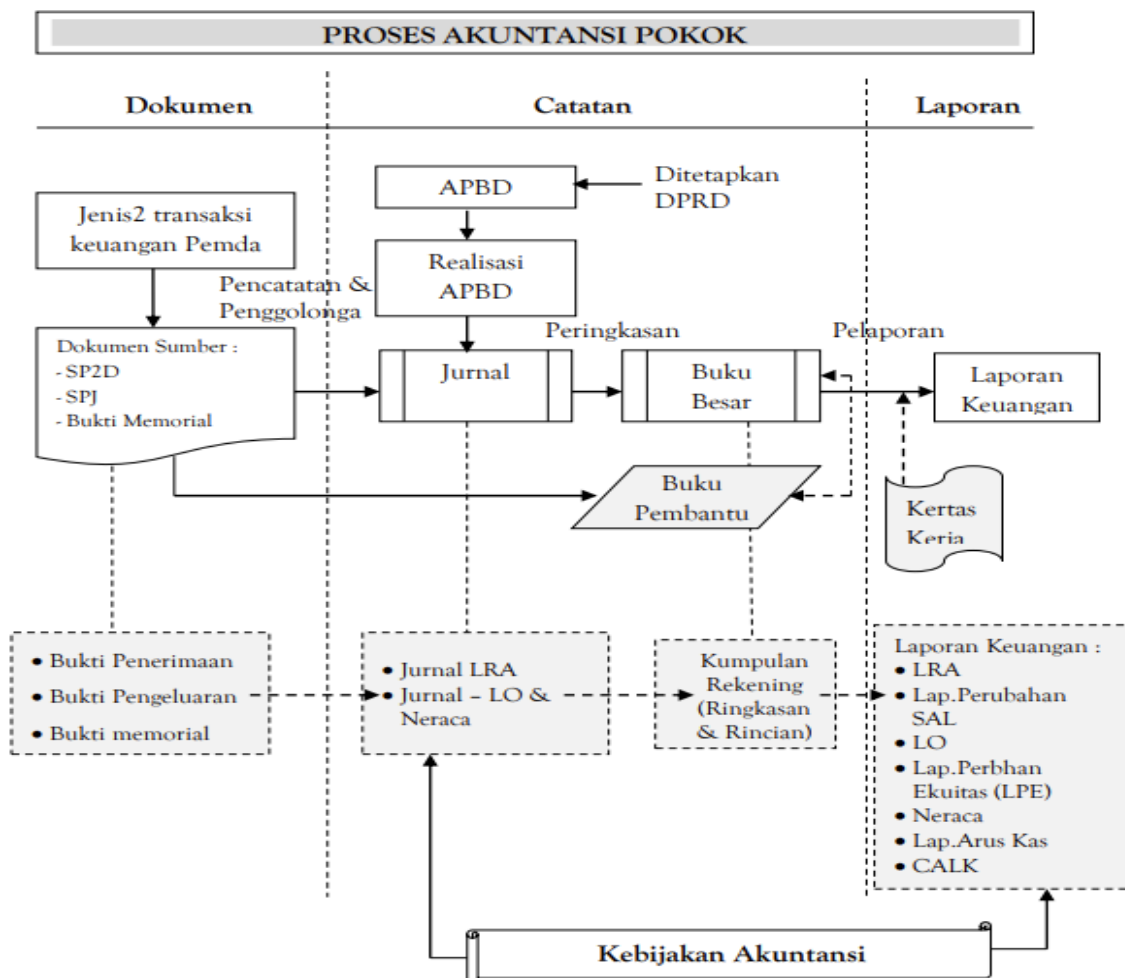 PROSES AKUNTANSI POKOK
Dokumen
Catatan
Laporan
APBD
Ditetapkan
DPRD
Jenis2 transaksi
keuangan Pemda
Realisasi
APBD
Pencatatan &
Penggolonga
Peringkasan
Pelaporan
Dokumen Sumber :
- SP2D
- SPJ
- Bukti Memorial
Jurnal
Buku
Besar
Laporan
Keuangan
Buku
Pembantu
Kertas
Kerja
• Bukti Penerimaan
• Bukti Pengeluaran
• Bukti memorial
• Jurnal LRA
• Jurnal – LO &
Neraca
Kumpulan
Rekening
(Ringkasan
& Rincian)
Laporan Keuangan :
• LRA
• Lap.Perubahan
SAL
• LO
• Lap.Perbhan
Ekuitas (LPE)
• Neraca
• Lap.Arus Kas
• CALK
Kebijakan Akuntansi